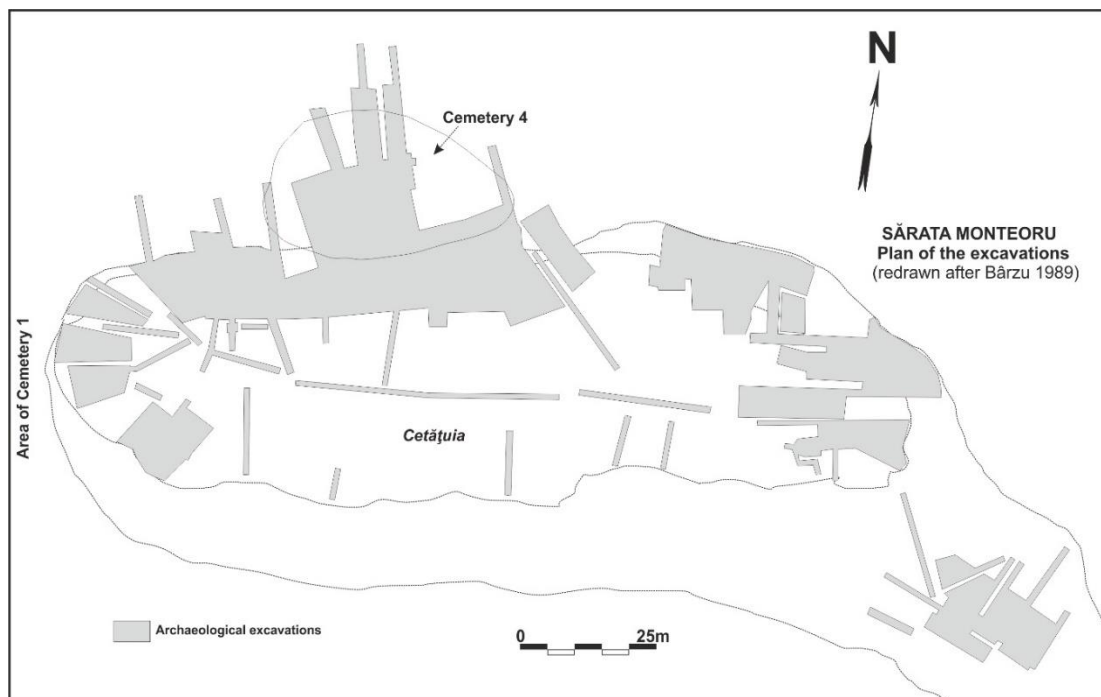 N
Cemetery 4
SĂRATA MONTEORU
Plan of the excavations
(redrawn after Bârzu 1989)
Area of Cemetery 1
Cetăţuia
Archaeological excavations
0 25m